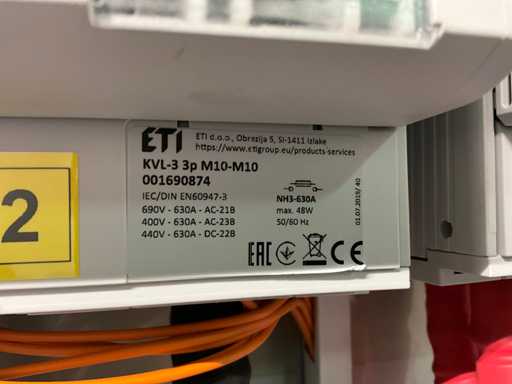 ETI
ETI d.o.o., Obrezija 5, SI-1411 Izlake
https://www.etigroup.eu/products-services
KVL-3 3p M10-M10
001690874
IEC/DIN EN60947-3
690V - 630A - AC-21B
400V - 630A - AC-23B
440V - 630A - DC-22B
NH3-630A
max. 48W
50/60 Hz
01.07.2019/ 40
EAC
CE
2